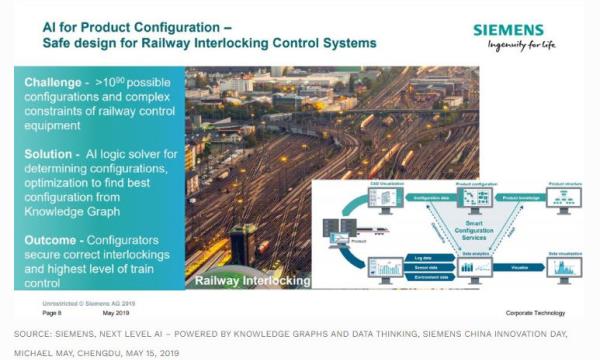 AI for Product Configuration –
Safe design for Railway Interlocking Control Systems
SIEMENS
Ingenuity for life
Challenge - >10⁹⁰ possible
configurations and complex
constraints of railway control
equipment
Solution - AI logic solver for
determining configurations,
optimization to find best
configuration from
Knowledge Graph
Outcome - Configurators
secure correct interlockings
and highest level of train
control
Railway Interlocking
CAD Visualization
Product configuration
Product structure
Configuration data
Product knowledge
Smart
Configuration
Services
Product
Data analytics
Data visualization
Log data
Sensor data
Environment data
Visualize
Unrestricted © Siemens AG 2019
Page 8 May 2019
Corporate Technology
SOURCE: SIEMENS, NEXT LEVEL AI – POWERED BY KNOWLEDGE GRAPHS AND DATA THINKING, SIEMENS CHINA INNOVATION DAY,
MICHAEL MAY, CHENGDU, MAY 15, 2019